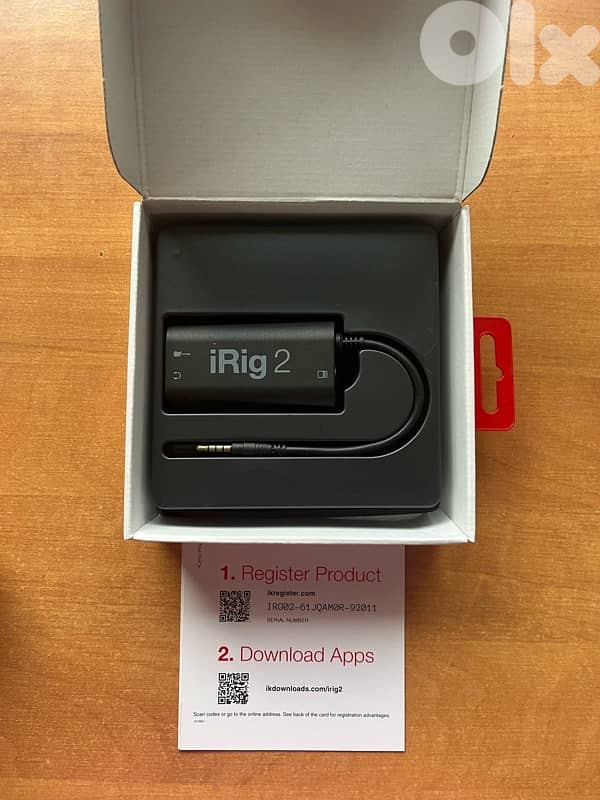 olx
iRig 2
1. Register Product
ikregister.com
IRG02-61JQAM0R-92011
SERIAL NUMBER
2. Download Apps
ikdownloads.com/irig2
Scan codes or go to the online address. See back of the card for registration advantages.